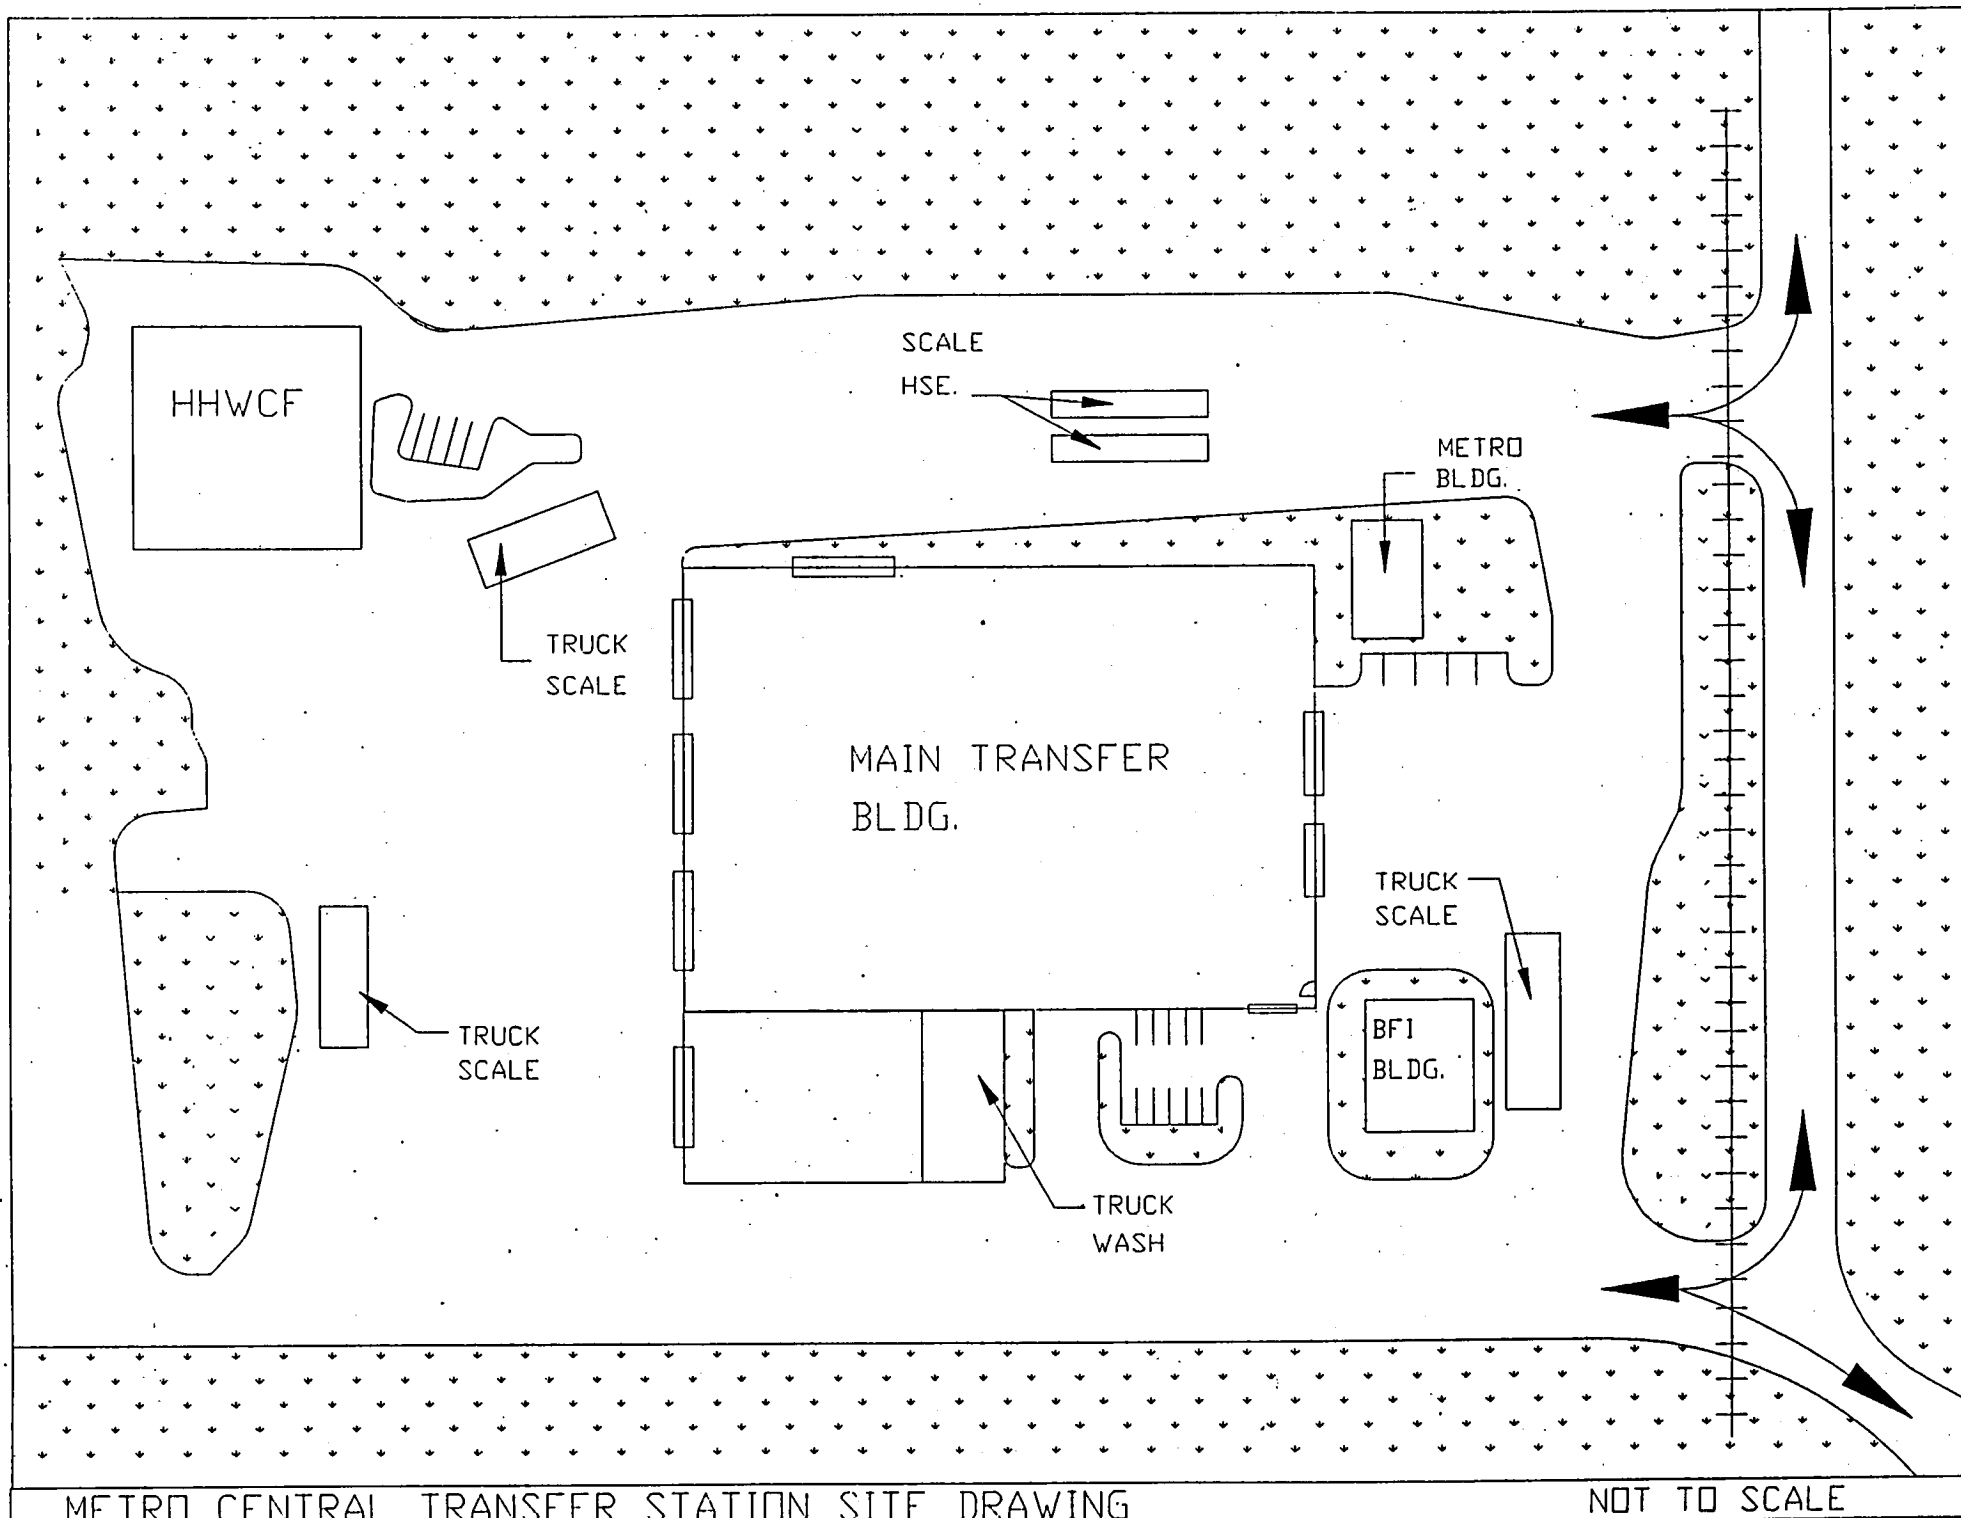 SCALE
HSE.
HHWCF
METRO
BLDG.
TRUCK
SCALE
MAIN TRANSFER
BLDG.
TRUCK
SCALE
TRUCK
SCALE
BFI
BLDG.
TRUCK
WASH
METRO CENTRAL TRANSFER STATION SITE DRAWING
NOT TO SCALE